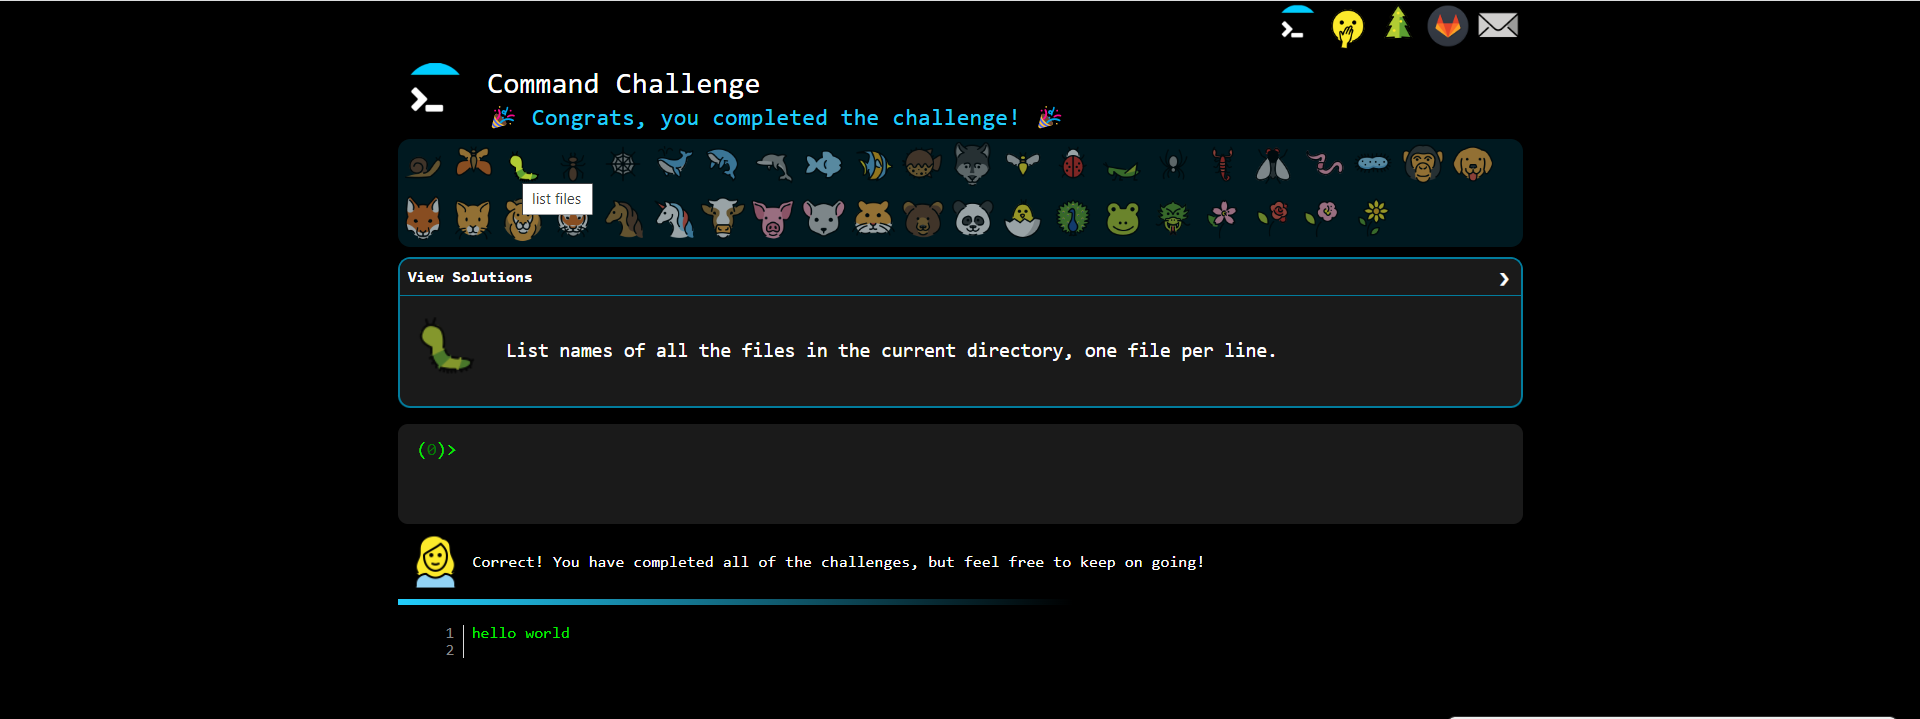 Command Challenge
🎉 Congrats, you completed the challenge! 🎉
list files
View Solutions
List names of all the files in the current directory, one file per line.
(0)>
Correct! You have completed all of the challenges, but feel free to keep on going!
1 hello world
2